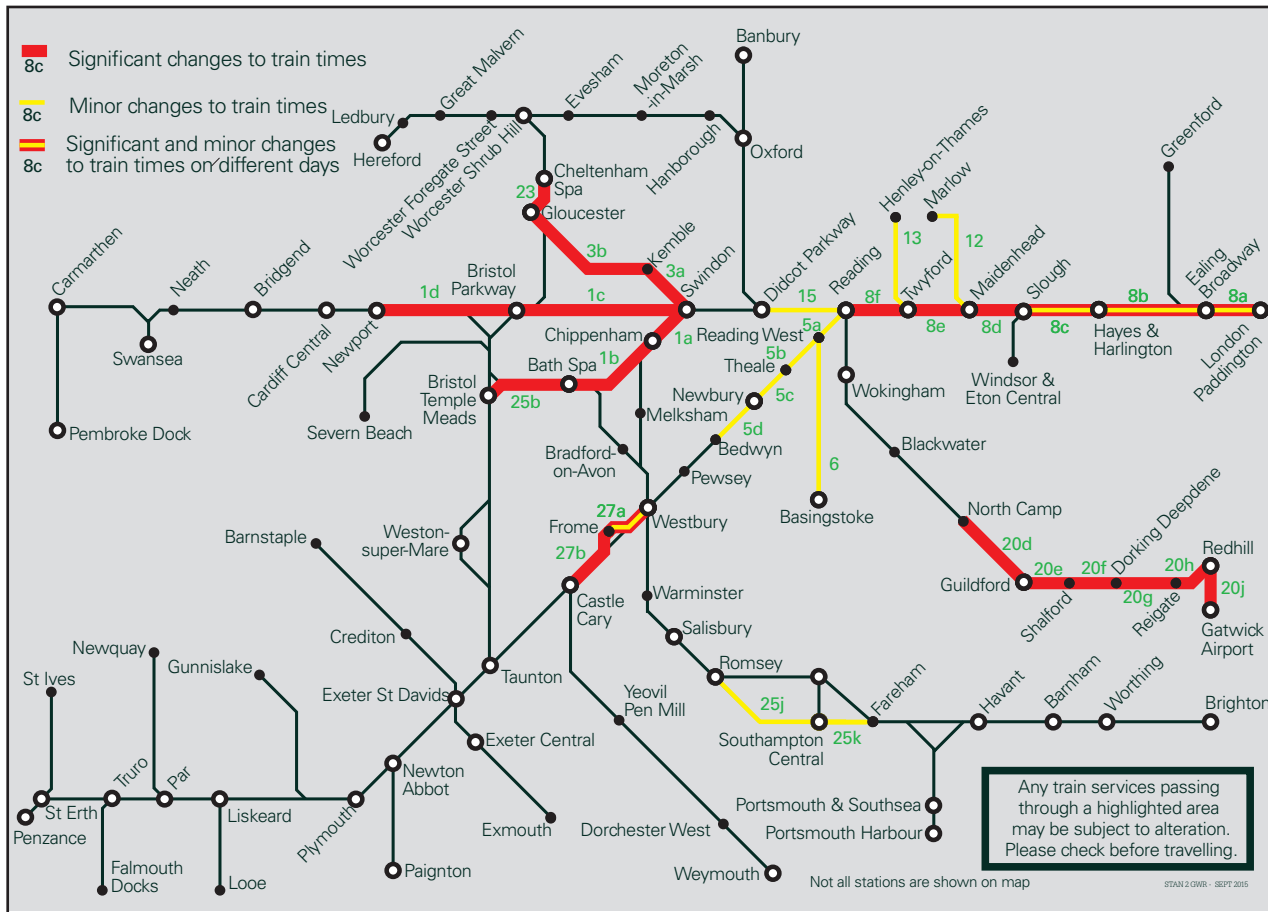 8c
Significant changes to train times
8c
Minor changes to train times
8c
Significant and minor changes
to train times on different days
Banbury
Great Malvern
Evesham
Moreton
-in-Marsh
Ledbury
Hereford
Worcester Foregate Street
Worcester Shrub Hill
Hanborough
Oxford
Henley-on-Thames
Marlow
Greenford
Cheltenham
Spa
23
Gloucester
3b
Kemble
3a
Swindon
Didcot Parkway
Reading
13
12
Twyford
Maidenhead
Slough
Ealing
Broadway
Carmarthen
Neath
Bridgend
Bristol
Parkway
1d
1c
15
8f
8e
8d
8c
8b
8a
Hayes &
Harlington
London
Paddington
Swansea
Cardiff Central
Newport
Chippenham
1a
Reading West
5a
Bath Spa
1b
Theale
5b
5c
Wokingham
Windsor &
Eton Central
Bristol
Temple
Meads
25b
Newbury
5d
Pembroke Dock
Severn Beach
Melksham
Bedwyn
Bradford-
on-Avon
Pewsey
6
Blackwater
Basingstoke
27a
Westbury
Frome
27b
North Camp
20d
Barnstaple
Weston-
super-Mare
Dorking Deepdene
Redhill
20e
20f
20g
20h
20j
Guildford
Shalford
Reigate
Gatwick
Airport
Castle
Cary
Warminster
Crediton
Salisbury
Newquay
Gunnislake
Taunton
Romsey
St Ives
Exeter St Davids
Yeovil
Pen Mill
25j
Southampton
Central
25k
Fareham
Havant
Barnham
Worthing
Brighton
Exeter Central
Newton
Abbot
Truro
Par
St Erth
Penzance
Liskeard
Plymouth
Exmouth
Dorchester West
Portsmouth & Southsea
Portsmouth Harbour
Falmouth
Docks
Looe
Paignton
Weymouth
Any train services passing
through a highlighted area
may be subject to alteration.
Please check before travelling.
Not all stations are shown on map
STAN 2 GWR - SEPT 2015